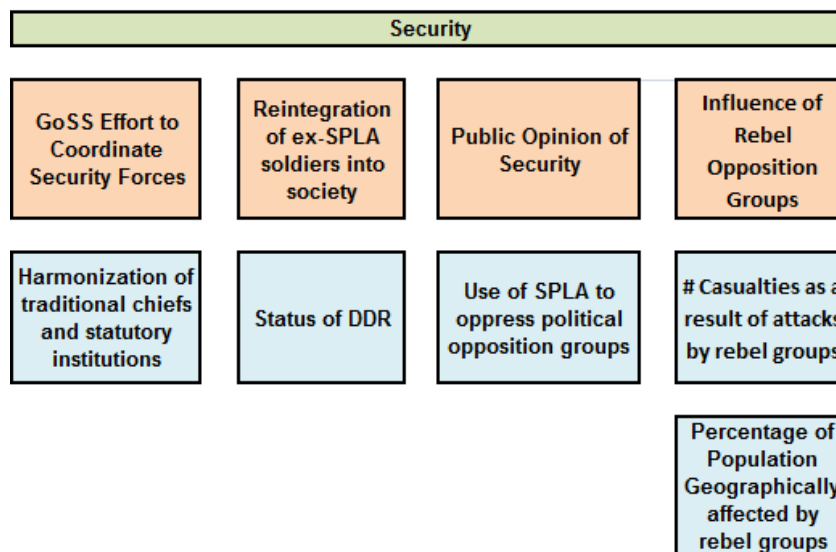 Security
GoSS Effort to
Coordinate
Security Forces
Reintegration
of ex-SPLA
soldiers into
society
Public Opinion of
Security
Influence of
Rebel
Opposition
Groups
Harmonization of
traditional chiefs
and statutory
institutions
Status of DDR
Use of SPLA to
oppress political
opposition groups
# Casualties as a
result of attacks
by rebel groups
Percentage of
Population
Geographically
affected by
rebel groups